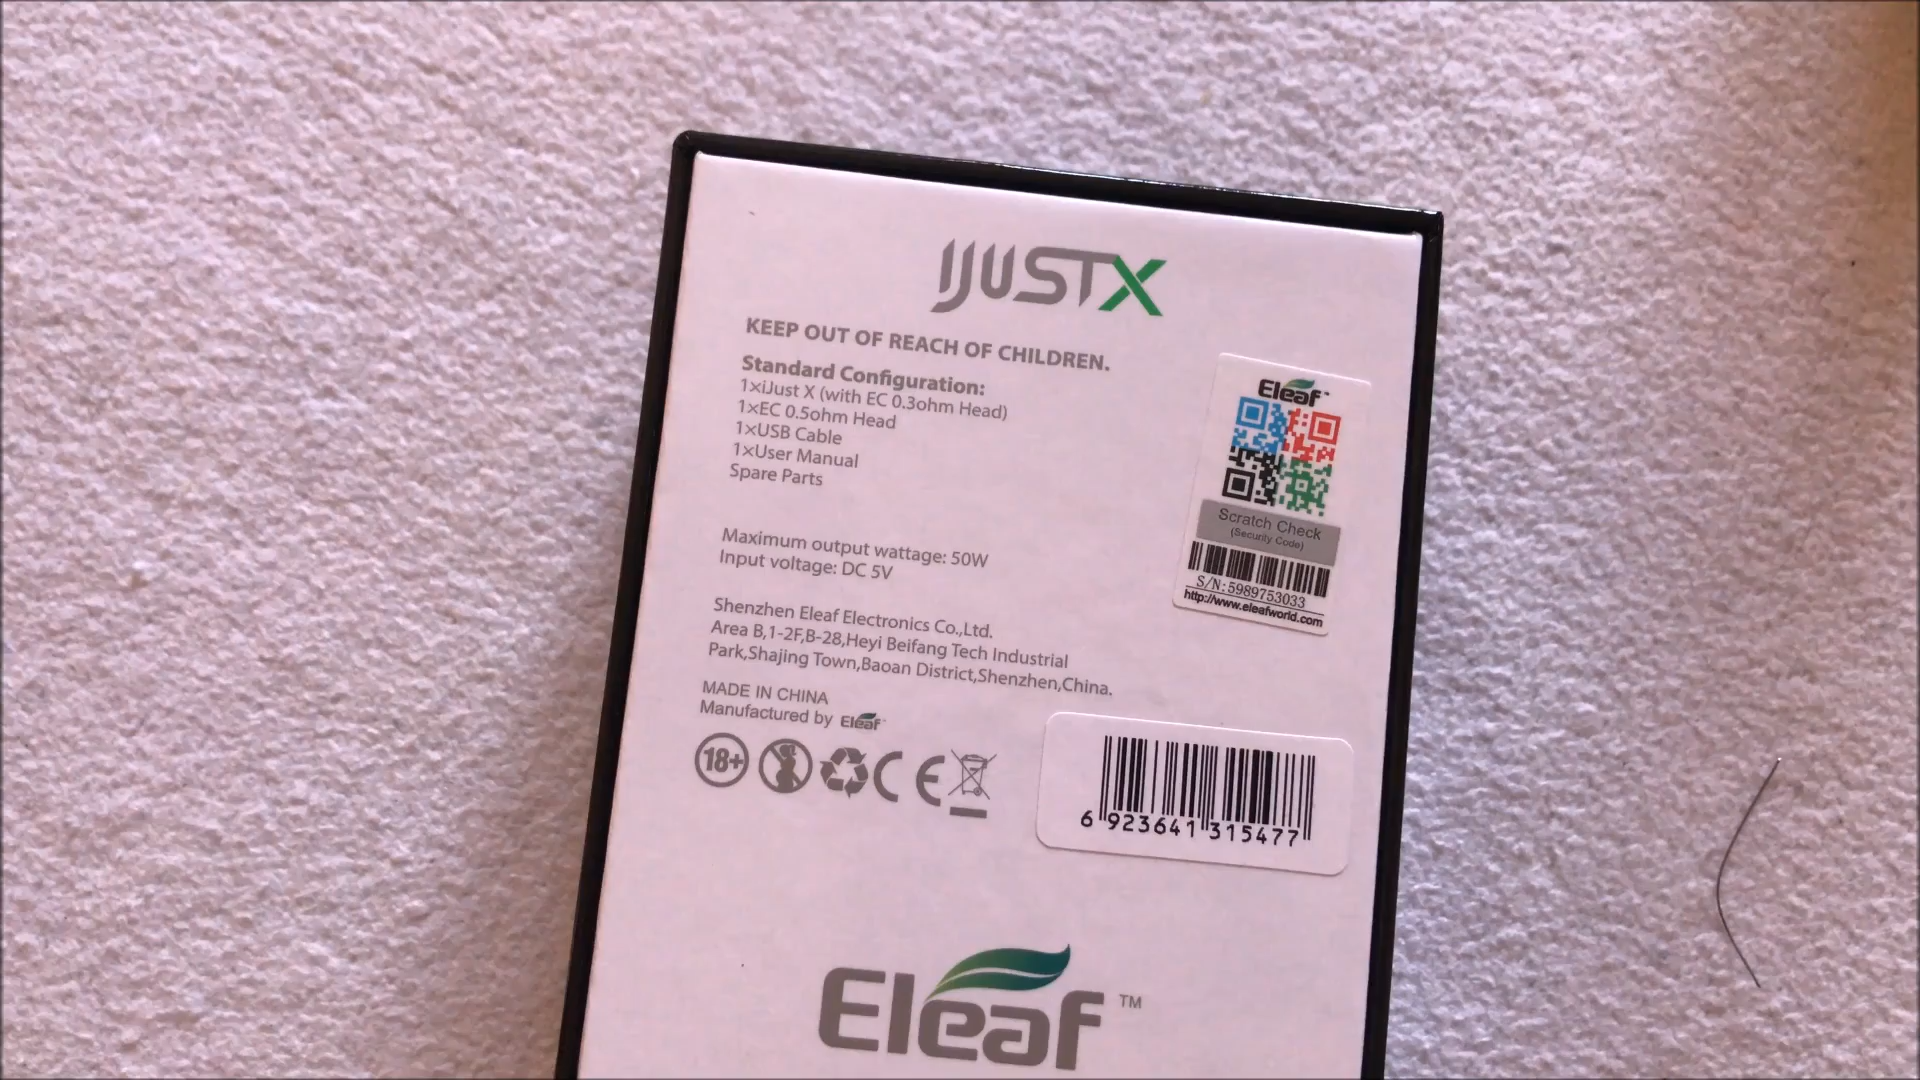 IJUSTX
KEEP OUT OF REACH OF CHILDREN.
Standard Configuration:
1×iJust X (with EC 0.3ohm Head)
1×EC 0.5ohm Head
1×USB Cable
1×User Manual
Spare Parts
Maximum output wattage: 50W
Input voltage: DC 5V
Shenzhen Eleaf Electronics Co.,Ltd.
Area B,1-2F,B-28,Heyi Beifang Tech Industrial
Park,Shajing Town,Baoan District,Shenzhen,China.
MADE IN CHINA
Manufactured by Eleaf
18+
CE
Eleaf™
Scratch Check
(Security Code)
S/N:5989753033
http://www.eleafworld.com
6 923641 315477
Eleaf™